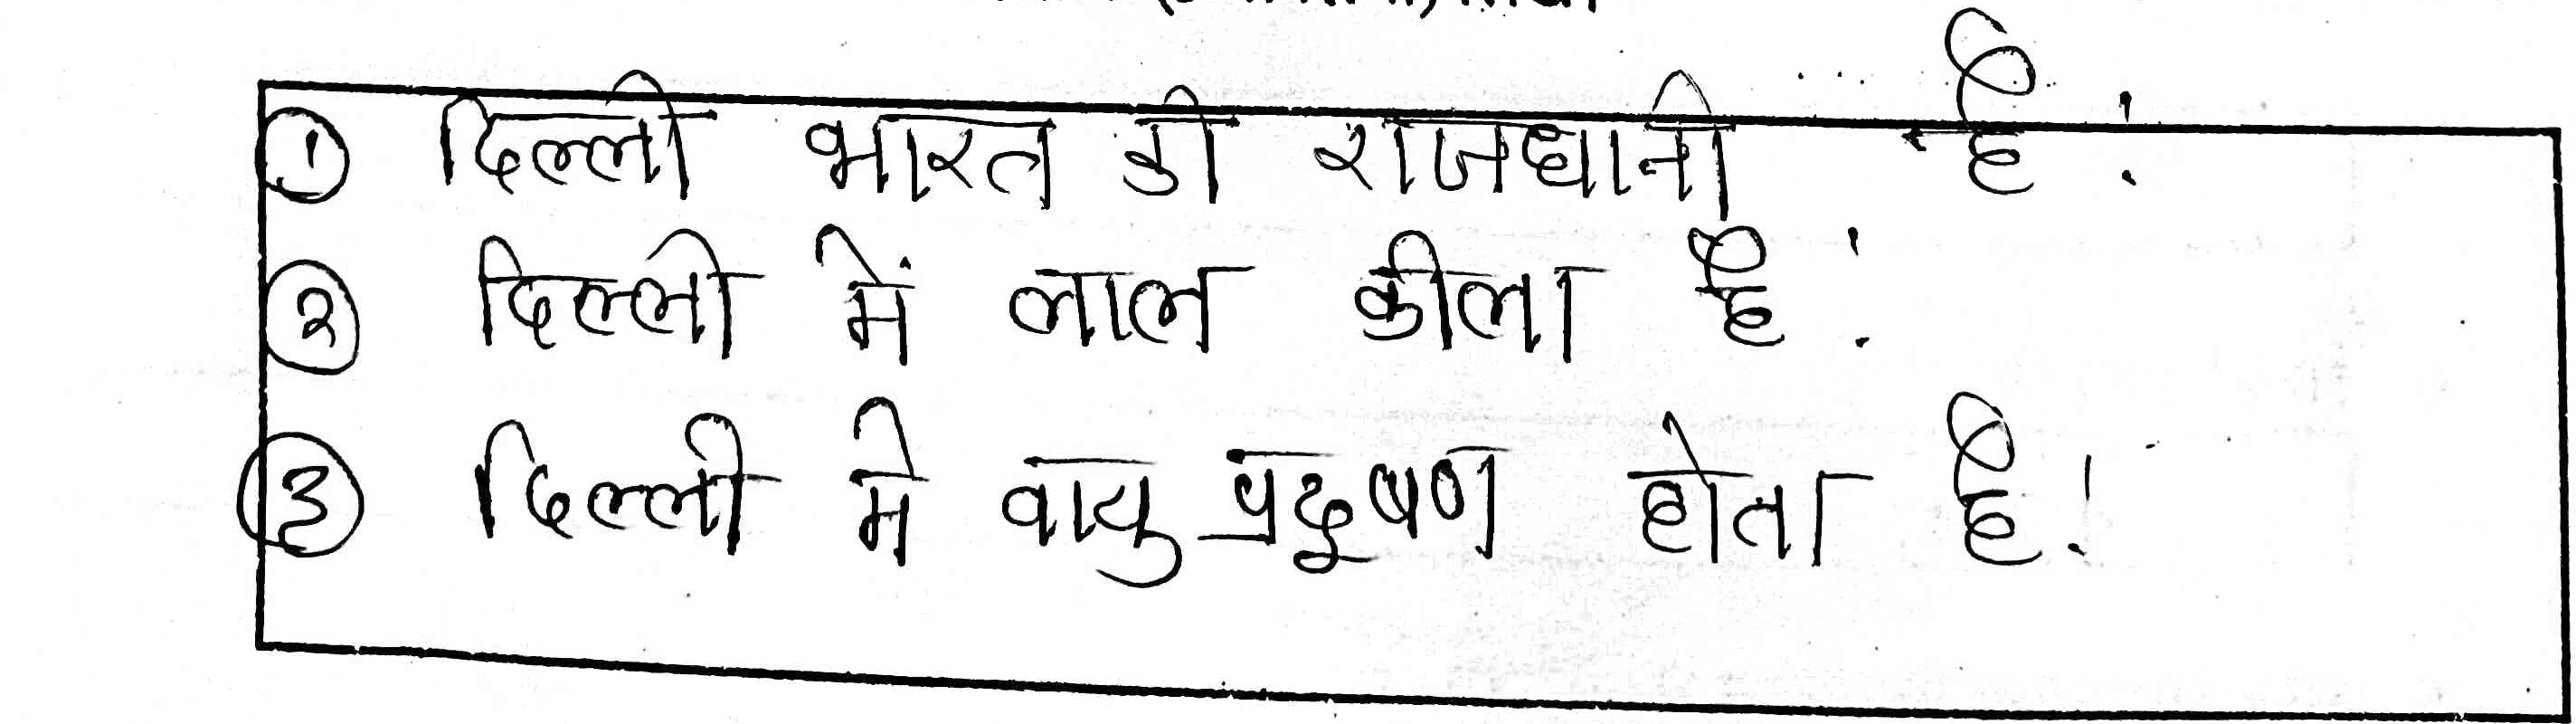 ① दिल्ली भारत की राजधानी है !
② दिल्ली में लाल कीला है !
③ दिल्ली मे वायु प्रदूषण होता है !